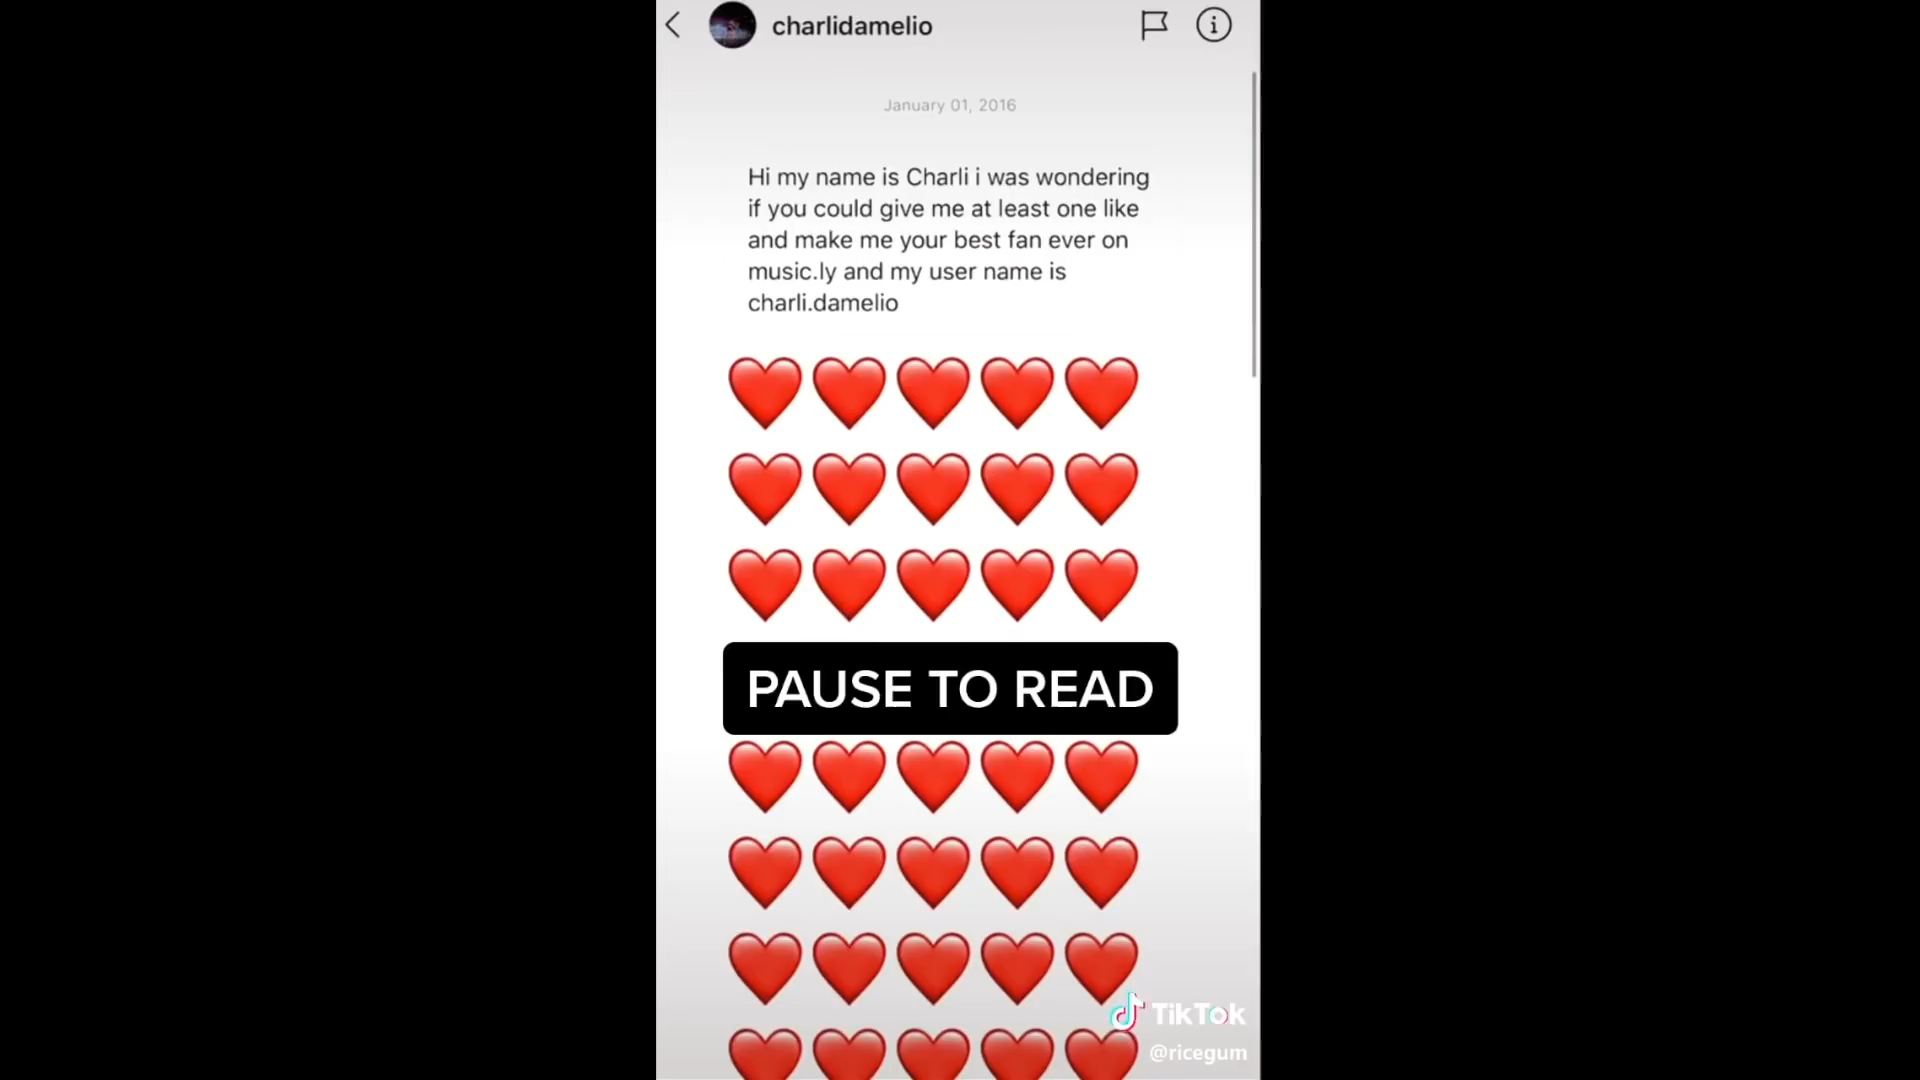 charlidamelio
January 01, 2016
Hi my name is Charli i was wondering
if you could give me at least one like
and make me your best fan ever on
music.ly and my user name is
charli.damelio
PAUSE TO READ
TikTok
@ricegum